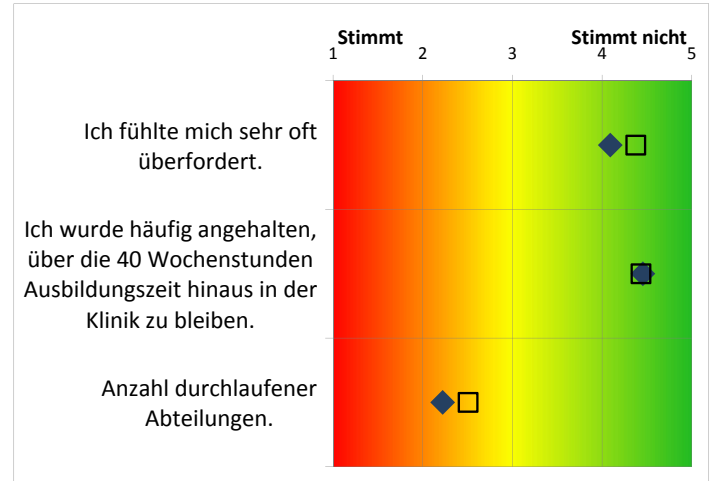 Stimmt Stimmt nicht
1 2 3 4 5
Ich fühlte mich sehr oft
überfordert.
Ich wurde häufig angehalten,
über die 40 Wochenstunden
Ausbildungszeit hinaus in der
Klinik zu bleiben.
Anzahl durchlaufener
Abteilungen.